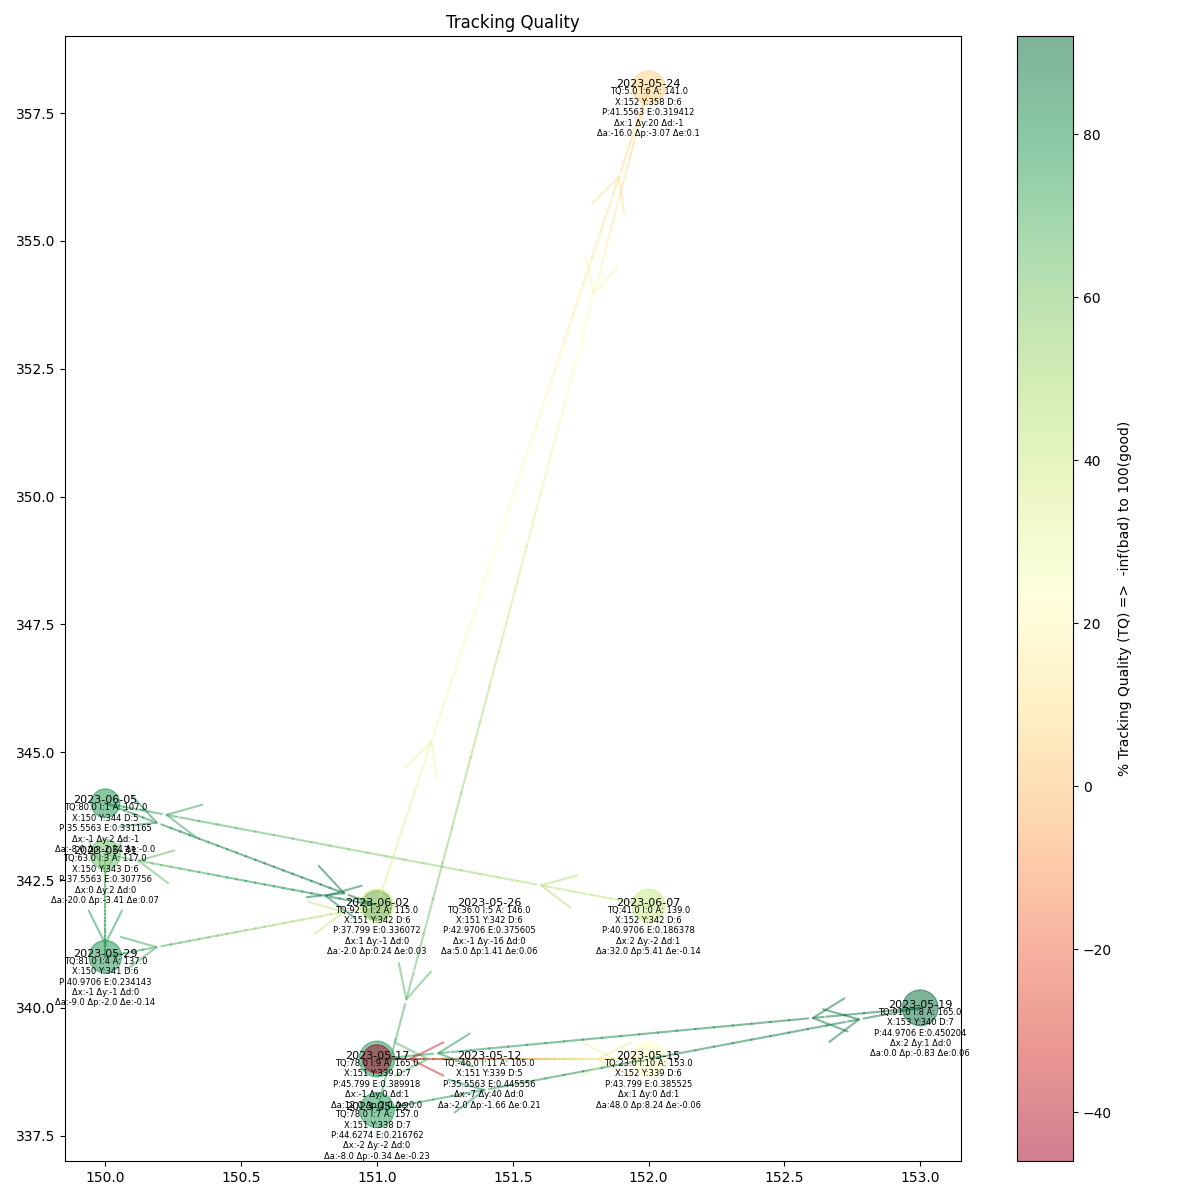 Tracking Quality
357.5
355.0
352.5
350.0
347.5
345.0
342.5
340.0
337.5
2023-05-24
TQ:5.0 I:6 A: 141.0
X:152 Y:358 D:6
P:41.5563 E:0.319412
Δx:1 Δy:20 Δd:-1
Δa:-16.0 Δp:-3.07 Δe:0.1
2023-06-05
TQ:80.0 I:1 A: 107.0
X:150 Y:344 D:5
P:35.5563 E:0.331165
Δx:-1 Δy:2 Δd:-1
TQ:63.0 I:3 A: 117.0
X:150 Y:343 D:6
P:37.5563 E:0.307756
Δx:0 Δy:2 Δd:0
Δa:-20.0 Δp:-3.41 Δe:0.07
2023-06-02
TQ:92.0 I:2 A: 115.0
X:151 Y:342 D:6
P:37.799 E:0.336072
Δx:1 Δy:-1 Δd:0
Δa:-2.0 Δp:0.24 Δe:0.03
2023-05-26
TQ:36.0 I:5 A: 146.0
X:151 Y:342 D:6
P:42.9706 E:0.375605
Δx:-1 Δy:-16 Δd:0
Δa:5.0 Δp:1.41 Δe:0.06
2023-06-07
TQ:41.0 I:0 A: 139.0
X:152 Y:342 D:6
P:40.9706 E:0.186378
Δx:2 Δy:-2 Δd:1
Δa:32.0 Δp:5.41 Δe:-0.14
2023-05-29
TQ:81.0 I:4 A: 137.0
X:150 Y:341 D:6
P:40.9706 E:0.234143
Δx:-1 Δy:-1 Δd:0
Δa:-9.0 Δp:-2.0 Δe:-0.14
2023-05-19
TQ:91.0 I:8 A: 165.0
X:153 Y:340 D:7
P:44.9706 E:0.450204
Δx:2 Δy:1 Δd:0
Δa:0.0 Δp:-0.83 Δe:0.06
2023-05-17
TQ:78.0 I:9 A: 165.0
X:151 Y:339 D:7
P:45.799 E:0.389918
Δx:-1 Δy:0 Δd:1
2023-05-12
TQ:-46.0 I:11 A: 105.0
X:151 Y:339 D:5
P:35.5563 E:0.445556
Δx:-7 Δy:40 Δd:0
Δa:-2.0 Δp:-1.66 Δe:0.21
2023-05-15
TQ:23.0 I:10 A: 153.0
X:152 Y:339 D:6
P:43.799 E:0.385525
Δx:1 Δy:0 Δd:1
Δa:48.0 Δp:8.24 Δe:-0.06
TQ:78.0 I:7 A: 157.0
X:151 Y:338 D:7
P:44.6274 E:0.216762
Δx:-2 Δy:-2 Δd:0
Δa:-8.0 Δp:-0.34 Δe:-0.23
150.0 150.5 151.0 151.5 152.0 152.5 153.0
80
60
40
20
0
−20
−40
% Tracking Quality (TQ) => -inf(bad) to 100(good)